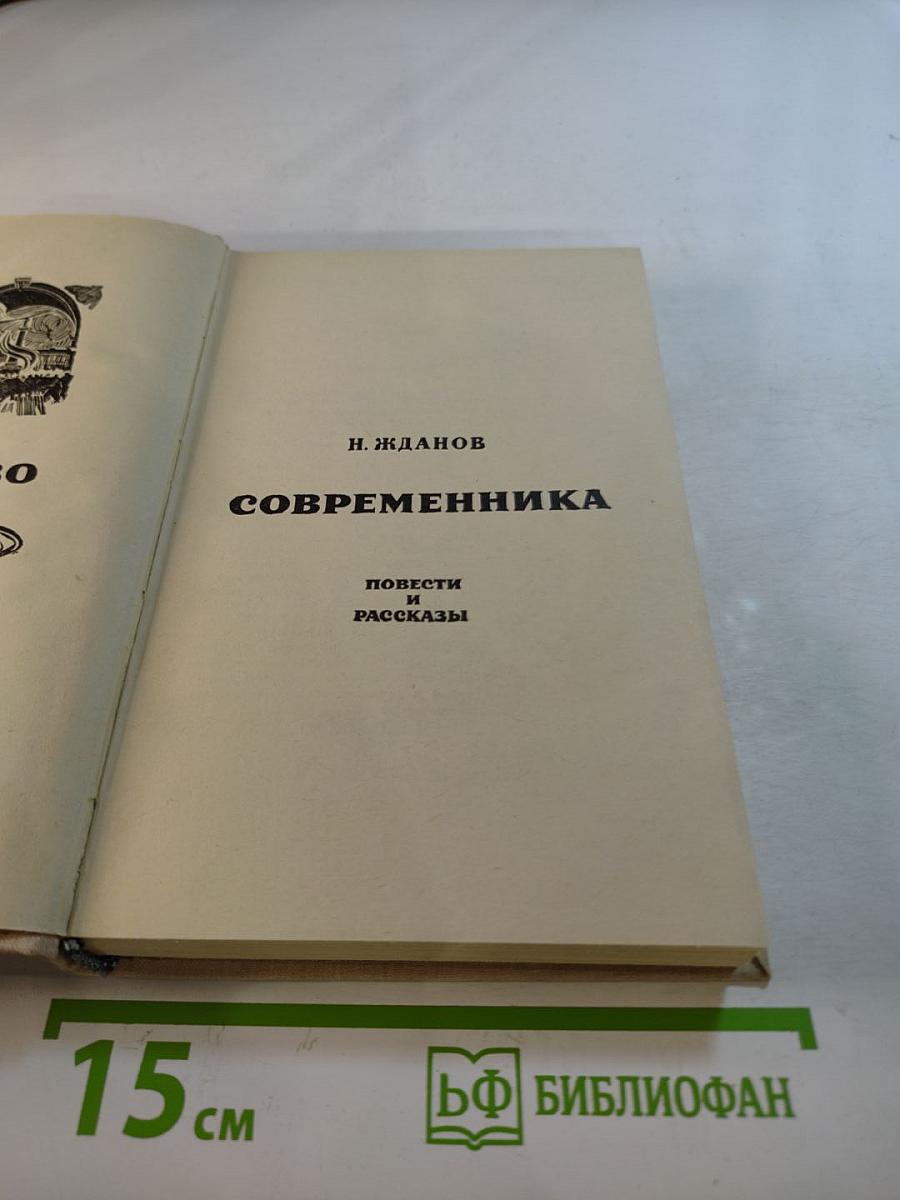 Н. ЖДАНОВ
СОВРЕМЕННИКА
ПОВЕСТИ
И
РАССКАЗЫ
15 см
ЬФ БИБЛИОФАН